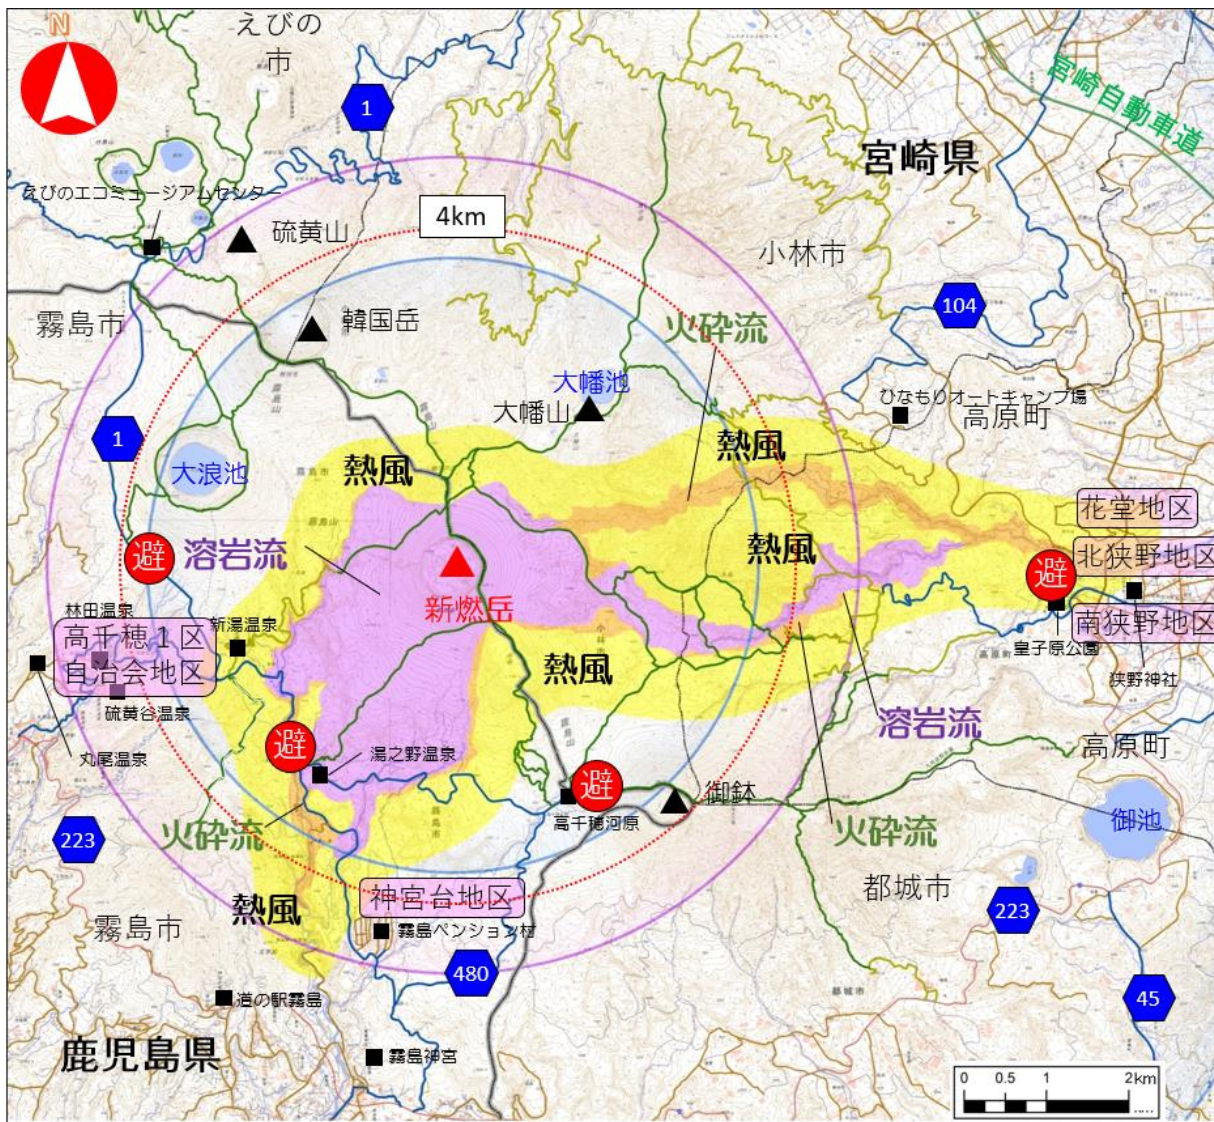 N
えびの
市
1
宮崎自動車道
宮崎県
えびのエコミュージアムセンター
4km
硫黄山
小林市
霧島市
韓国岳
104
火砕流
大幡池
大幡山
ひなもりオートキャンプ場
高原町
1
大浪池
熱風
熱風
花堂地区
避
溶岩流
熱風
北狭野地区
避
新燃岳
林田温泉
高千穂1区
自治会地区
新湯温泉
南狭野地区
皇子原公園
熱風
狭野神社
硫黄谷温泉
溶岩流
避
丸尾温泉
湯之野温泉
高原町
避
御鉢
高千穂河原
御池
223
火砕流
火砕流
神宮台地区
都城市
熱風
223
霧島市
霧島ペンション村
480
道の駅霧島
45
鹿児島県
霧島神宮
0 0.5 1 2km